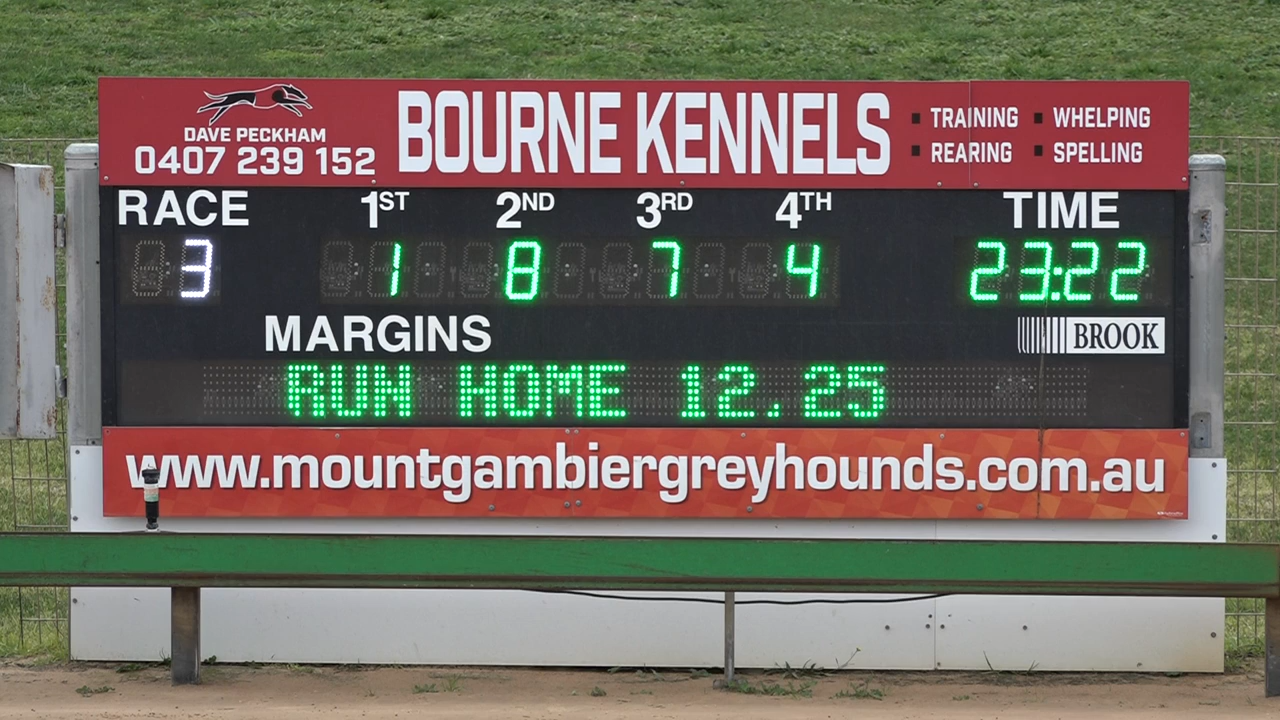 DAVE PECKHAM
0407 239 152
BOURNE KENNELS
TRAINING
WHELPING
REARING
SPELLING
RACE 1ST 2ND 3RD 4TH TIME
3 1 8 7 4 23:22
MARGINS
BROOK
RUN HOME 12.25
www.mountgambiergreyhounds.com.au